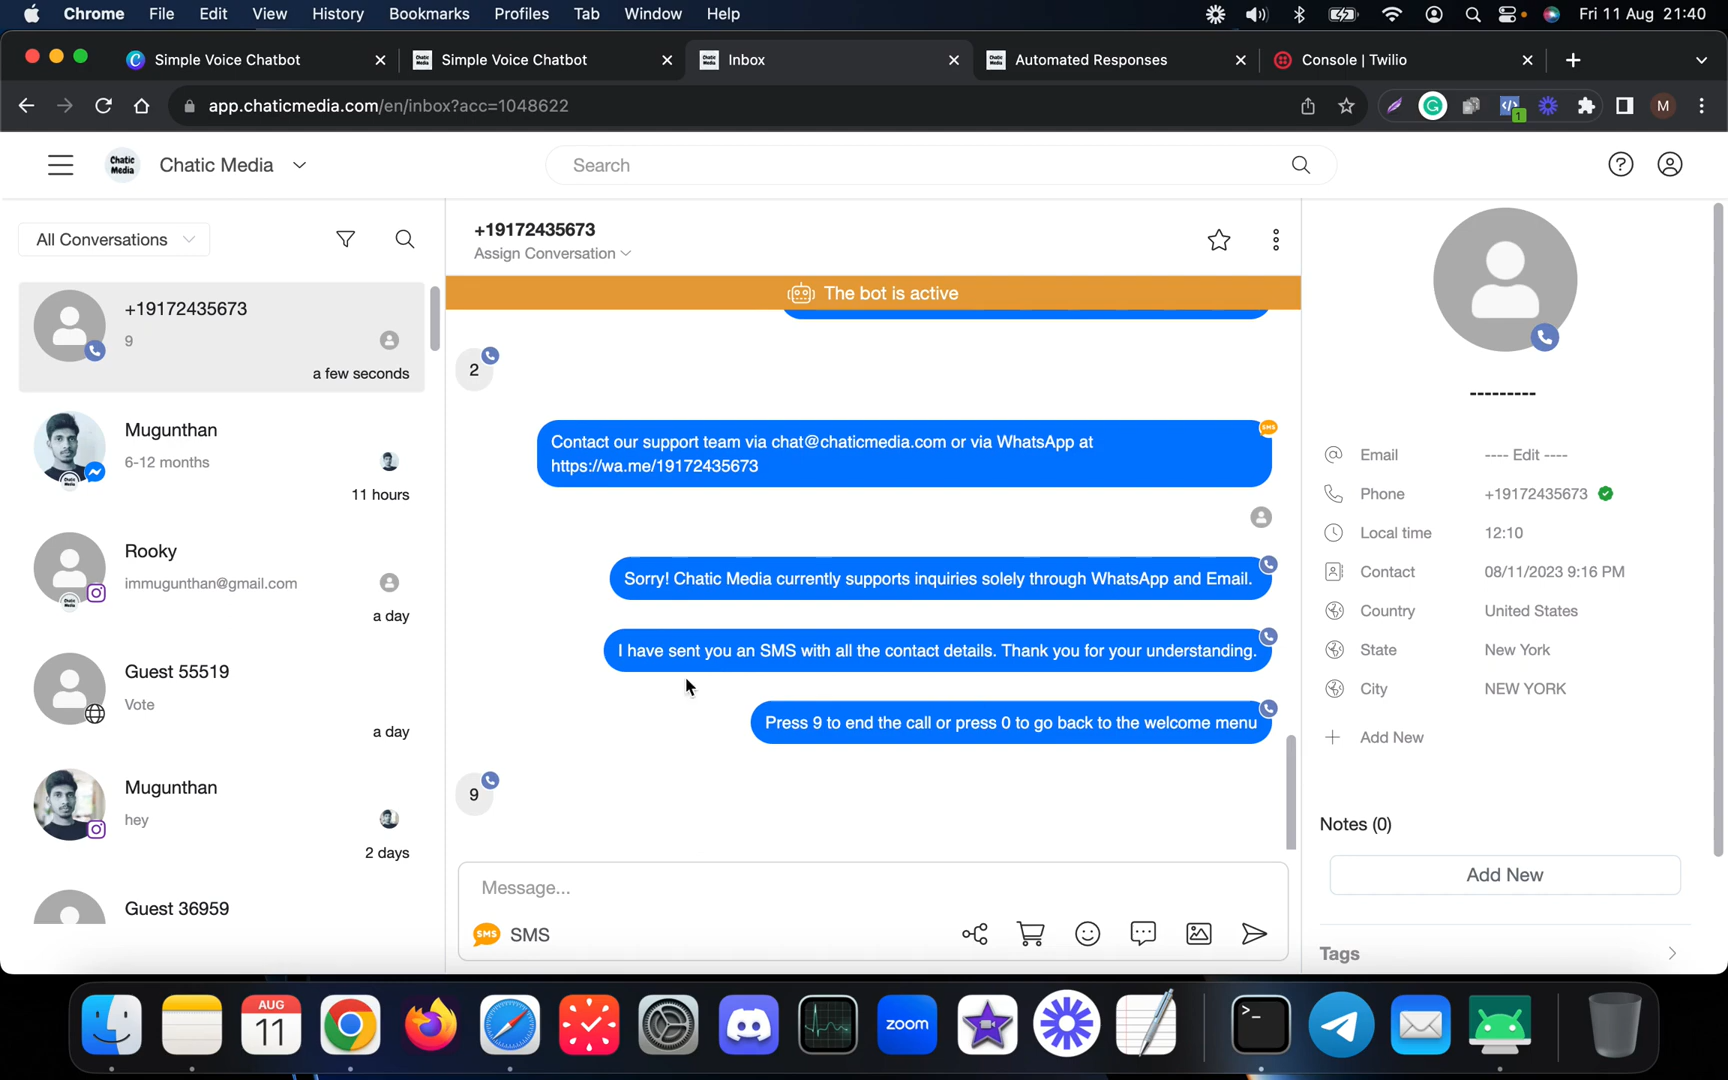 Chrome File Edit View History Bookmarks Profiles Tab Window Help Fri 11 Aug 21:40
Simple Voice Chatbot
Simple Voice Chatbot
Inbox
Automated Responses
Console | Twilio
app.chaticmedia.com/en/inbox?acc=1048622
1
M
Chatic Media
Chatic Media
Search
All Conversations
+19172435673
9
a few seconds
Mugunthan
6-12 months
11 hours
Rooky
immugunthan@gmail.com
a day
Guest 55519
Vote
a day
Mugunthan
hey
2 days
Guest 36959
+19172435673
Assign Conversation
The bot is active
2
SMS
Contact our support team via chat@chaticmedia.com or via WhatsApp at
https://wa.me/19172435673
Sorry! Chatic Media currently supports inquiries solely through WhatsApp and Email.
I have sent you an SMS with all the contact details. Thank you for your understanding.
Press 9 to end the call or press 0 to go back to the welcome menu
9
Message...
SMS SMS
---------
Email ---- Edit ----
Phone +19172435673
Local time 12:10
Contact 08/11/2023 9:16 PM
Country United States
State New York
City NEW YORK
Add New
Notes (0)
Add New
Tags
AUG
11
zoom